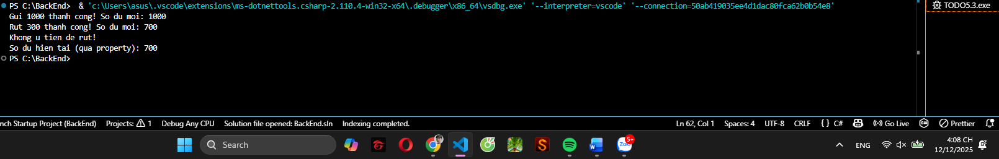 PS C:\BackEnd>  & 'c:\Users\asus\.vscode\extensions\ms-dotnettools.csharp-2.110.4-win32-x64\.debugger\x86_64\vsdbg.exe' '--interpreter=vscode' '--connection=50ab419035ee4d1dac80fca62b0b54e8'
Gui 1000 thanh cong! So du moi: 1000
Rut 300 thanh cong! So du moi: 700
Khong u tien de rut!
So du hien tai (qua property): 700
PS C:\BackEnd>
TODO5.3.exe
nch Startup Project (BackEnd) Projects: 1 Debug Any CPU Solution file opened: BackEnd.sln Indexing completed. Ln 62, Col 1 Spaces: 4 UTF-8 CRLF { } C# Go Live Prettier
Search
5+
Zalo
ENG
4:08 CH
12/12/2025